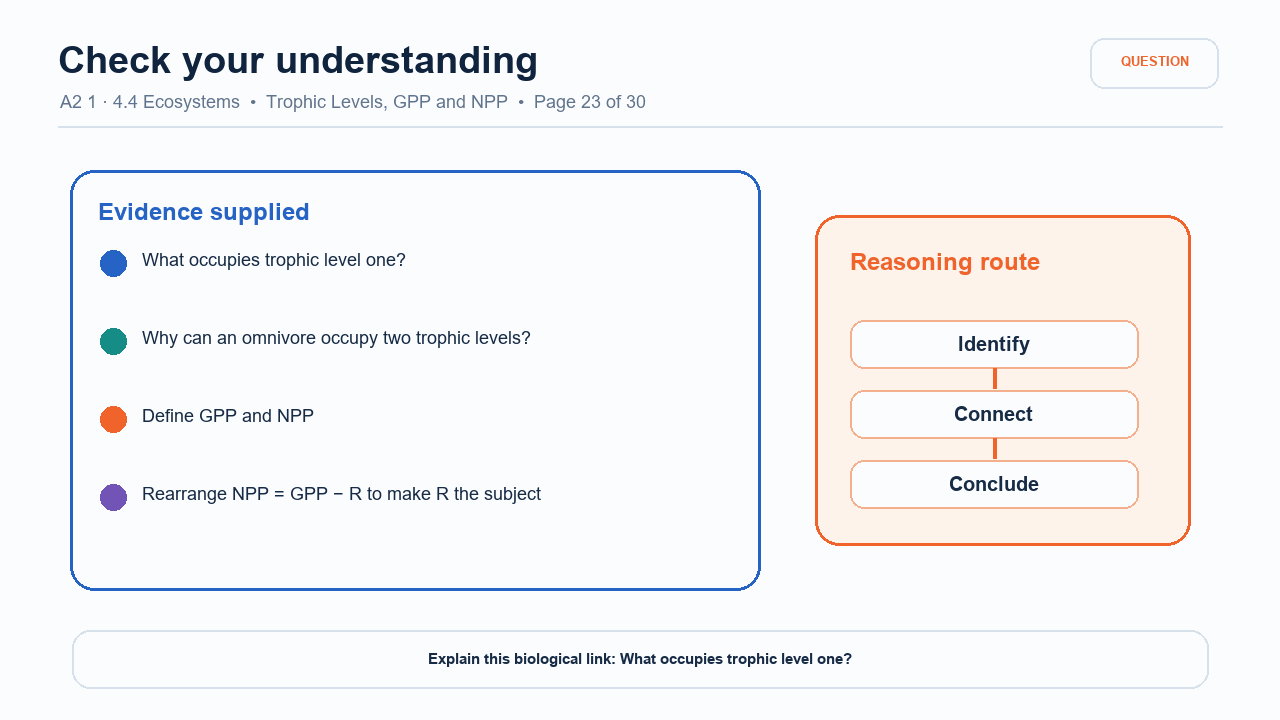 Check your understanding
QUESTION
A2 1 · 4.4 Ecosystems • Trophic Levels, GPP and NPP • Page 23 of 30
Evidence supplied
What occupies trophic level one?
Why can an omnivore occupy two trophic levels?
Define GPP and NPP
Rearrange NPP = GPP − R to make R the subject
Reasoning route
Identify
Connect
Conclude
Explain this biological link: What occupies trophic level one?